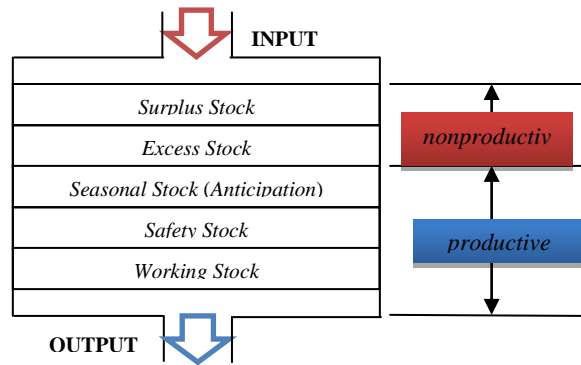 INPUT
Surplus Stock
Excess Stock
nonproductiv
Seasonal Stock (Anticipation)
Safety Stock
productive
Working Stock
OUTPUT